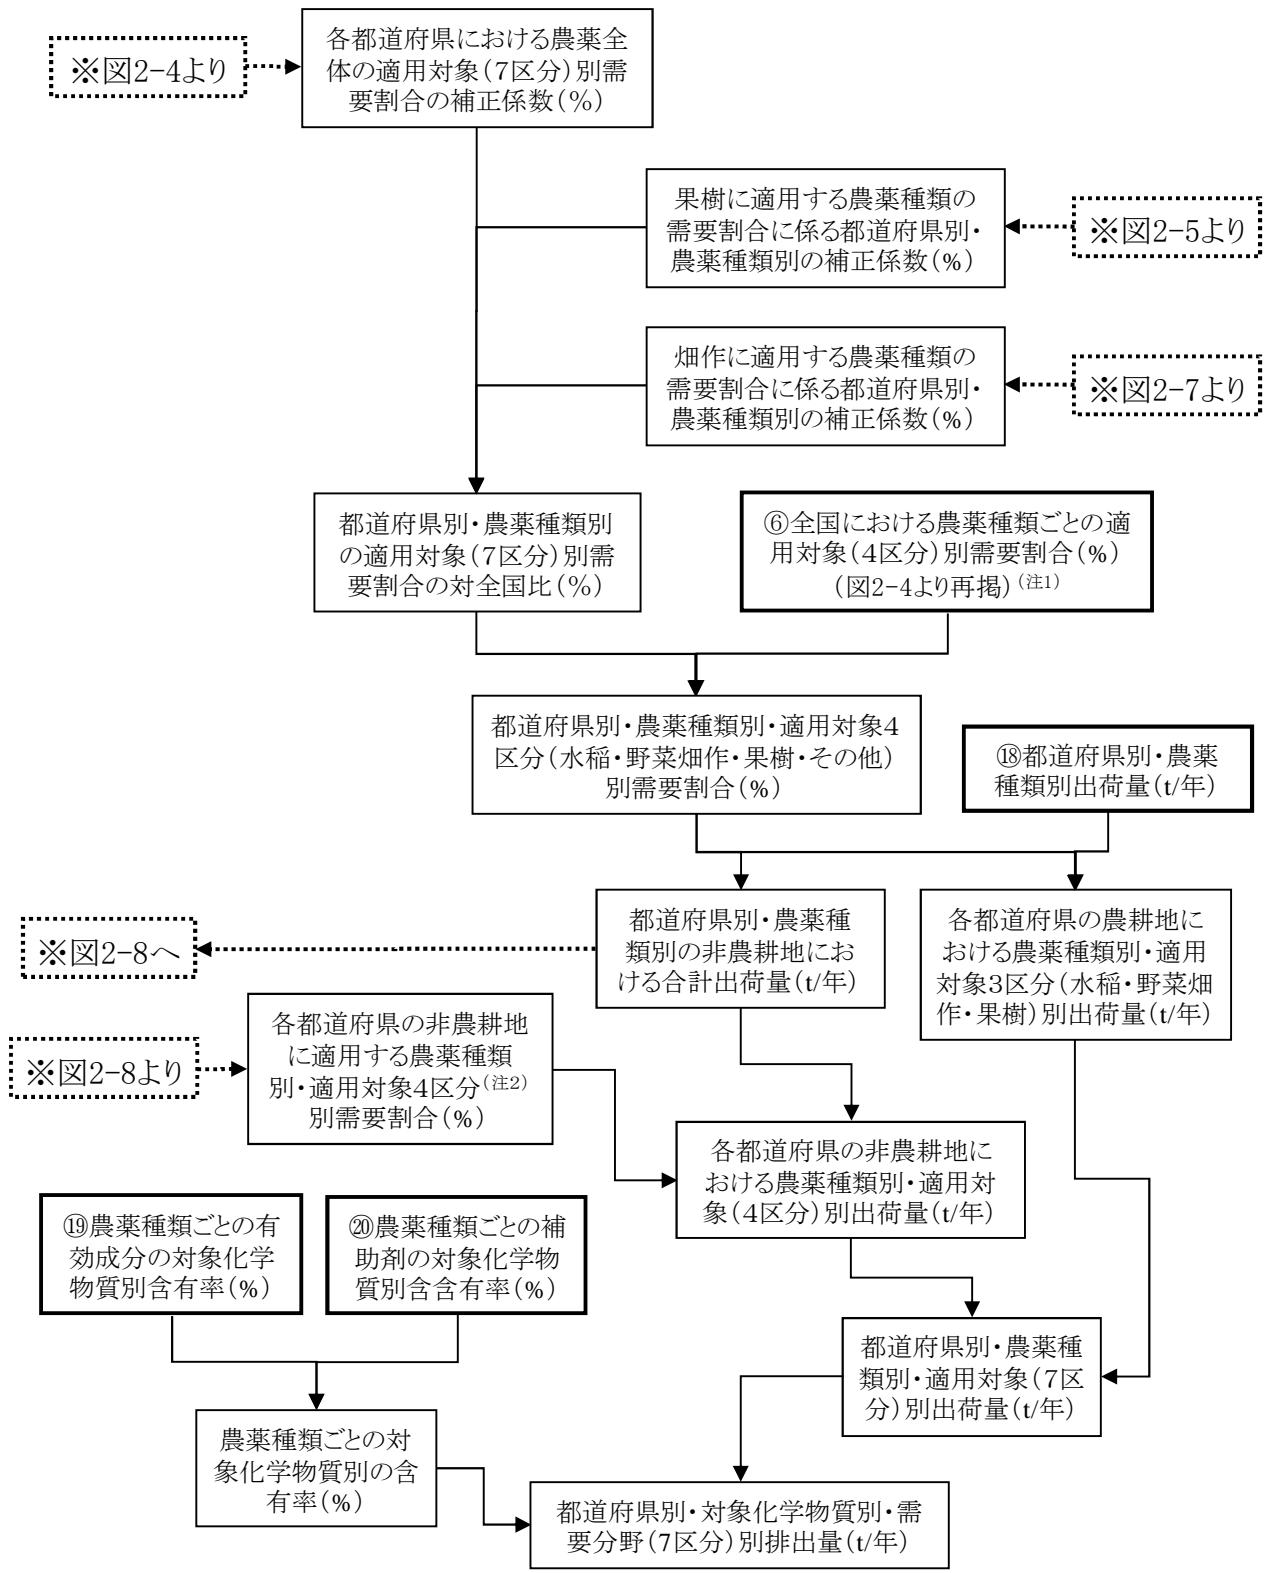 各都道府県における農薬全
体の適用対象(7区分)別需
要割合の補正係数(%)
※図2-4より
果樹に適用する農薬種類の
需要割合に係る都道府県別・
農薬種類別の補正係数(%)
※図2-5より
畑作に適用する農薬種類の
需要割合に係る都道府県別・
農薬種類別の補正係数(%)
※図2-7より
都道府県別・農薬種類別
の適用対象(7区分)別需
要割合の対全国比(%)
⑥全国における農薬種類ごとの適
用対象(4区分)別需要割合(%)
(図2-4より再掲)(注1)
都道府県別・農薬種類別・適用対象4
区分(水稲・野菜畑作・果樹・その他)
別需要割合(%)
⑱都道府県別・農薬
種類別出荷量(t/年)
都道府県別・農薬種
類別の非農耕地にお
ける合計出荷量(t/年)
各都道府県の農耕地に
おける農薬種類別・適用
対象3区分(水稲・野菜畑
作・果樹)別出荷量(t/年)
※図2-8へ
各都道府県の非農耕地
に適用する農薬種類
別・適用対象4区分(注2)
別需要割合(%)
※図2-8より
各都道府県の非農耕地に
おける農薬種類別・適用対
象(4区分)別出荷量(t/年)
⑲農薬種類ごとの有
効成分の対象化学
物質別含有率(%)
⑳農薬種類ごとの補
助剤の対象化学物
質別含含有率(%)
都道府県別・農薬種
類別・適用対象(7区
分)別出荷量(t/年)
農薬種類ごとの対
象化学物質別の含
有率(%)
都道府県別・対象化学物質別・需
要分野(7区分)別排出量(t/年)